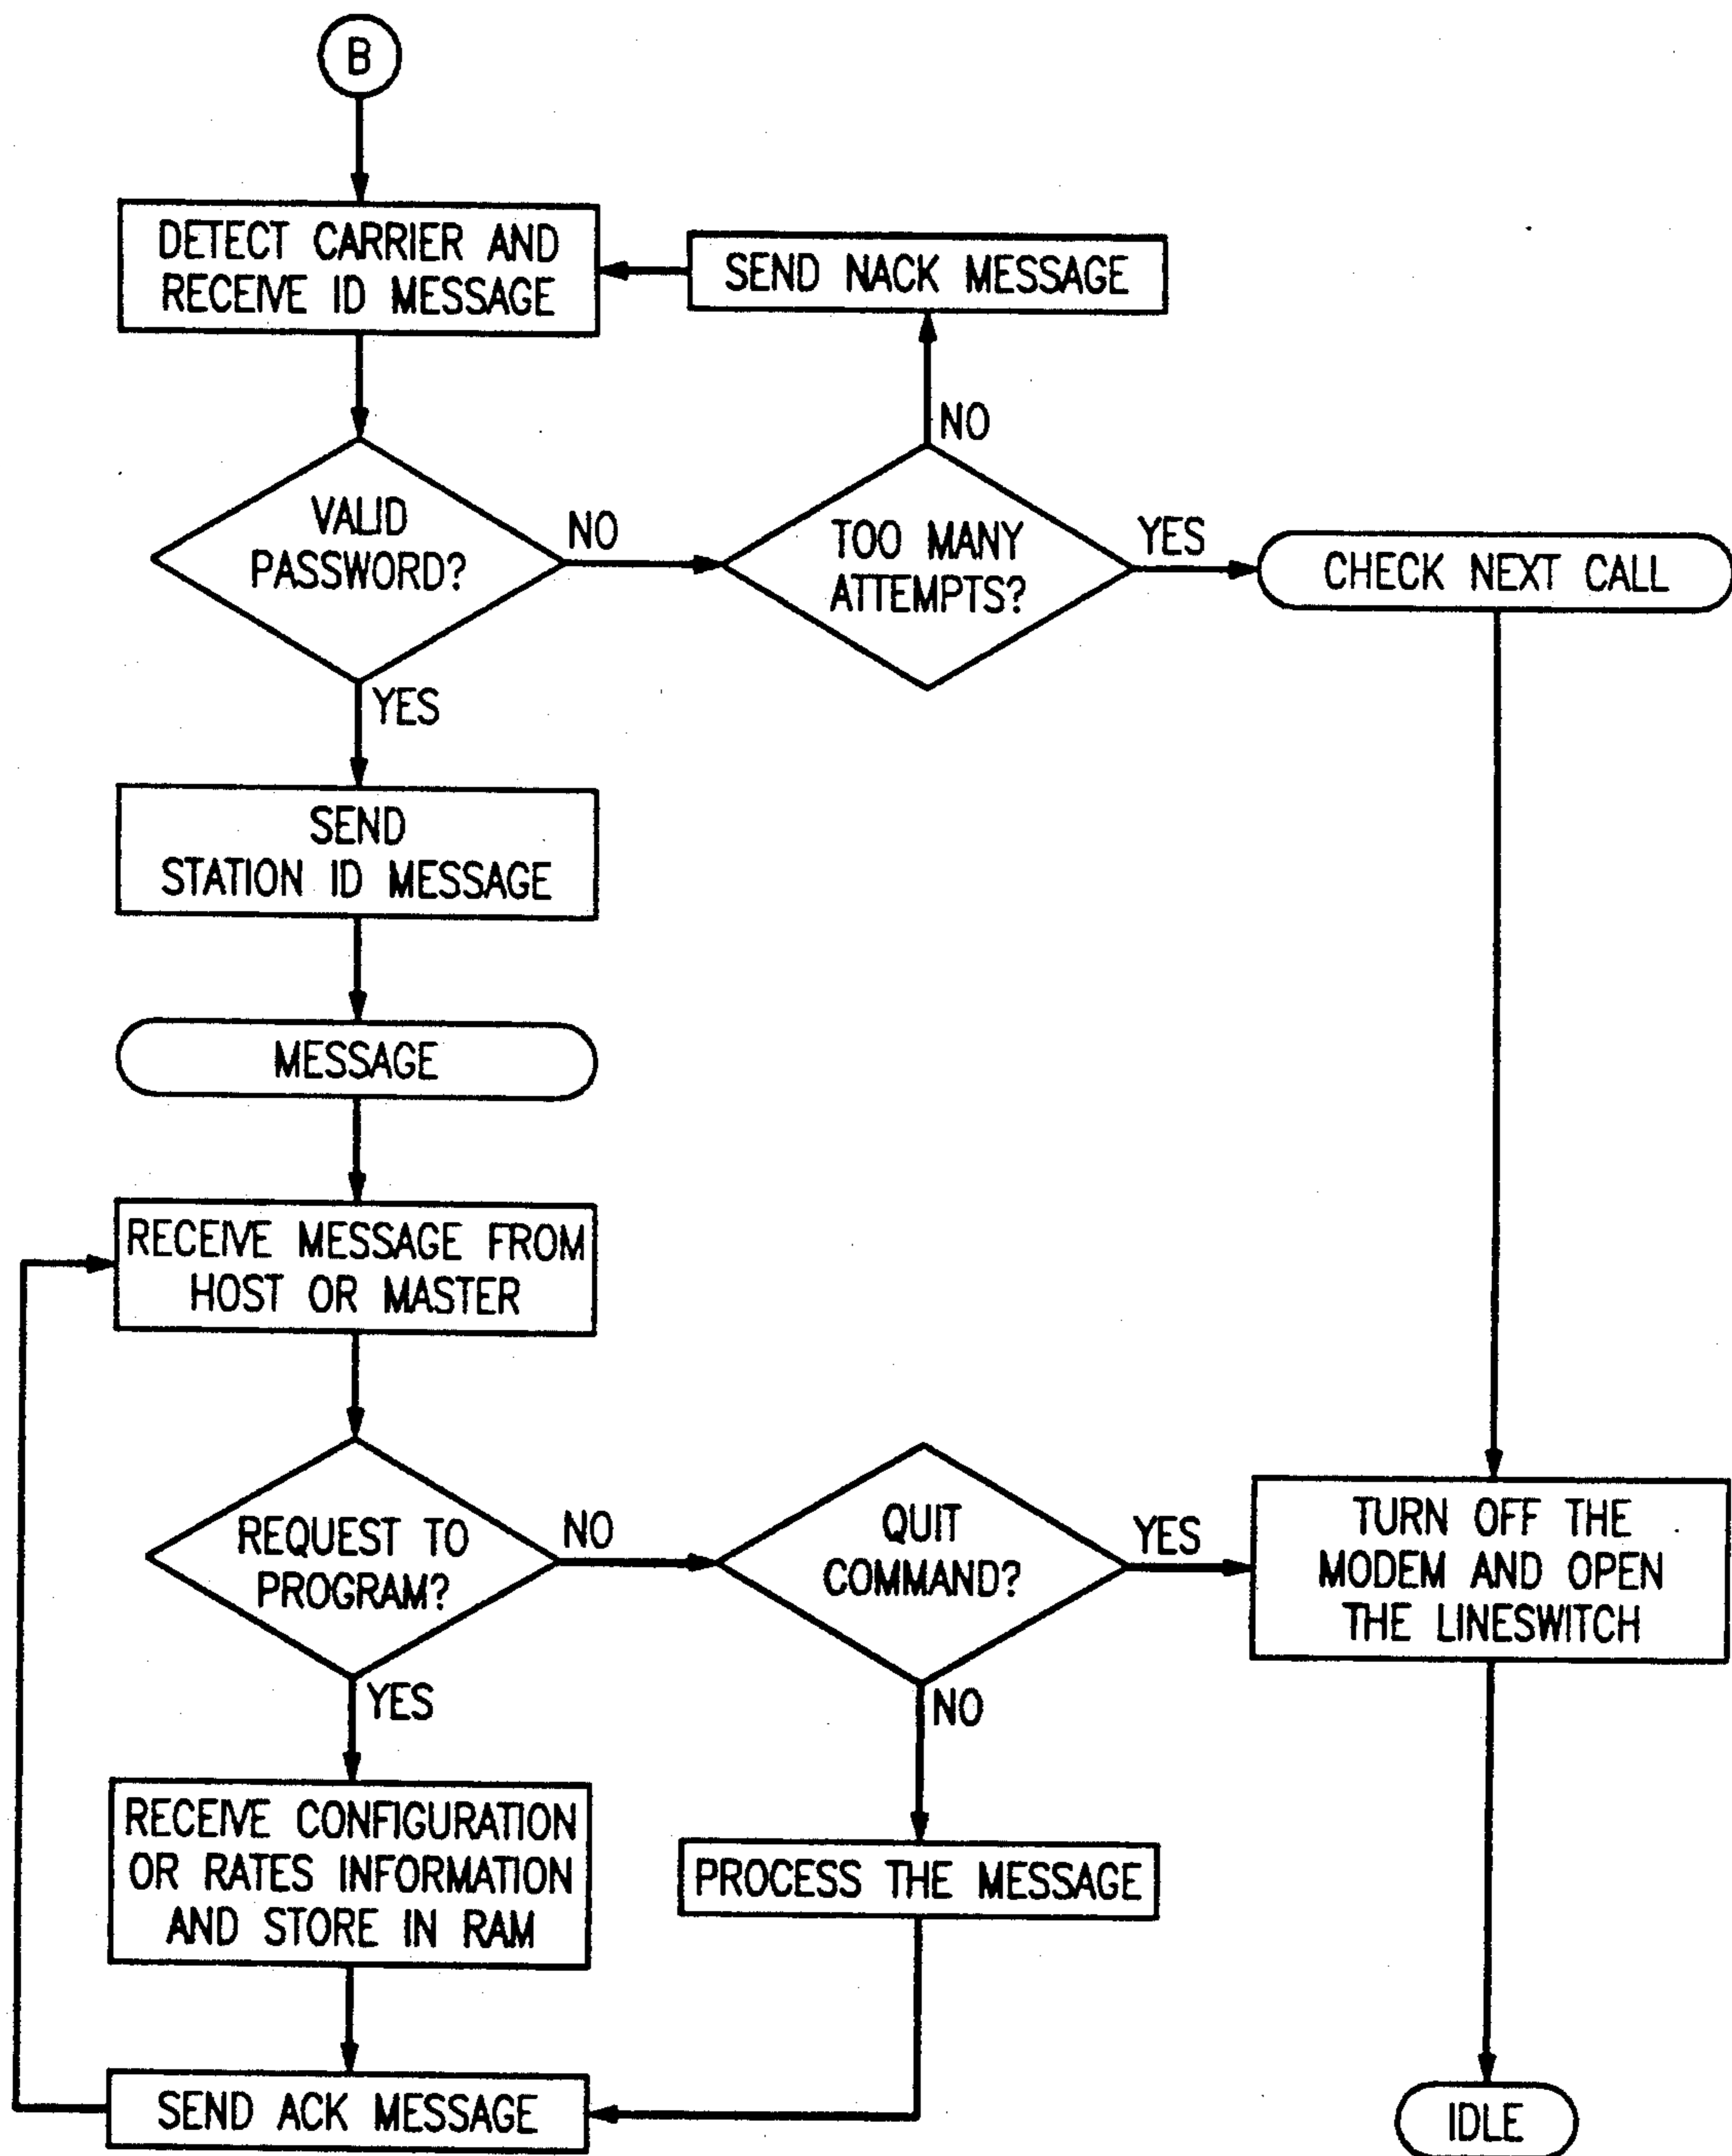 B
DETECT CARRIER AND
RECEIVE ID MESSAGE
SEND NACK MESSAGE
NO
VALID
PASSWORD?
NO
TOO MANY
ATTEMPTS?
YES
CHECK NEXT CALL
YES
SEND
STATION ID MESSAGE
MESSAGE
RECEIVE MESSAGE FROM
HOST OR MASTER
REQUEST TO
PROGRAM?
NO
QUIT
COMMAND?
YES
TURN OFF THE
MODEM AND OPEN
THE LINESWITCH
YES
NO
RECEIVE CONFIGURATION
OR RATES INFORMATION
AND STORE IN RAM
PROCESS THE MESSAGE
SEND ACK MESSAGE
IDLE